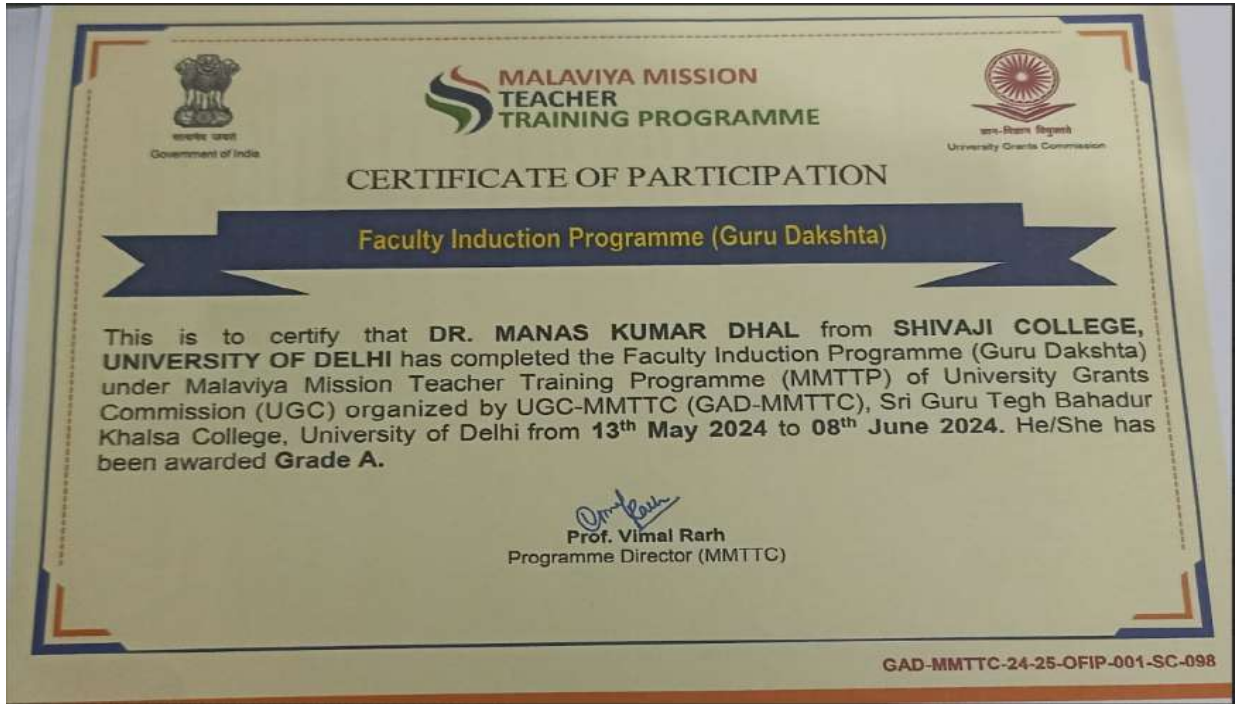 MALAVIYA MISSION
TEACHER
TRAINING PROGRAMME
सत्यमेव जयते
Government of India
ज्ञान-विज्ञान विमुक्तये
University Grants Commission
CERTIFICATE OF PARTICIPATION
Faculty Induction Programme (Guru Dakshta)
This is to certify that DR. MANAS KUMAR DHAL from SHIVAJI COLLEGE,
UNIVERSITY OF DELHI has completed the Faculty Induction Programme (Guru Dakshta)
under Malaviya Mission Teacher Training Programme (MMTTP) of University Grants
Commission (UGC) organized by UGC-MMTTC (GAD-MMTTC), Sri Guru Tegh Bahadur
Khalsa College, University of Delhi from 13th May 2024 to 08th June 2024. He/She has
been awarded Grade A.
Prof. Vimal Rarh
Programme Director (MMTTC)
GAD-MMTTC-24-25-OFIP-001-SC-098